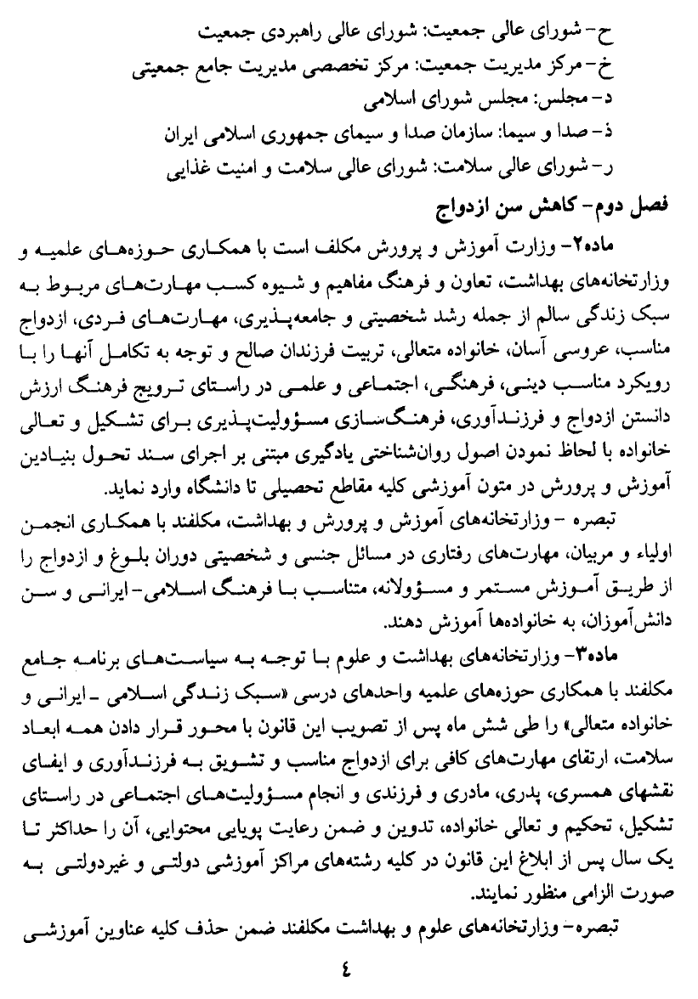 ح- شورای عالی جمعیت: شورای عالی راهبردی جمعیت
خ- مرکز مدیریت جمعیت: مرکز تخصصی مدیریت جامع جمعیتی
د- مجلس: مجلس شورای اسلامی
ذ- صدا و سیما: سازمان صدا و سیمای جمهوری اسلامی ایران
ر- شورای عالی سلامت: شورای عالی سلامت و امنیت غذایی
فصل دوم- کاهش سن ازدواج
ماده۲- وزارت آموزش و پرورش مکلف است با همکاری حوزه‌های علمیه و
وزارتخانه‌های بهداشت، تعاون و فرهنگ مفاهیم و شیوه کسب مهارت‌های مربوط به
سبک زندگی سالم از جمله رشد شخصیتی و جامعه‌پذیری، مهارت‌های فردی، ازدواج
مناسب، عروسی آسان، خانواده متعالی، تربیت فرزندان صالح و توجه به تکامل آنها را با
رویکرد مناسب دینی، فرهنگی، اجتماعی و علمی در راستای ترویج فرهنگ ارزش
دانستن ازدواج و فرزندآوری، فرهنگ‌سازی مسؤولیت‌پذیری برای تشکیل و تعالی
خانواده با لحاظ نمودن اصول روان‌شناختی یادگیری مبتنی بر اجرای سند تحول بنیادین
آموزش و پرورش در متون آموزشی کلیه مقاطع تحصیلی تا دانشگاه وارد نماید.
تبصره - وزارتخانه‌های آموزش و پرورش و بهداشت، مکلفند با همکاری انجمن
اولیاء و مربیان، مهارت‌های رفتاری در مسائل جنسی و شخصیتی دوران بلوغ و ازدواج را
از طریق آموزش مستمر و مسؤولانه، متناسب با فرهنگ اسلامی-ایرانی و سن
دانش‌آموزان، به خانواده‌ها آموزش دهند.
ماده۳- وزارتخانه‌های بهداشت و علوم با توجه به سیاست‌های برنامه جامع
مکلفند با همکاری حوزه‌های علمیه واحدهای درسی «سبک زندگی اسلامی ـ ایرانی و
خانواده متعالی» را طی شش ماه پس از تصویب این قانون با محور قرار دادن همه ابعاد
سلامت، ارتقای مهارت‌های کافی برای ازدواج مناسب و تشویق به فرزندآوری و ایفای
نقشهای همسری، پدری، مادری و فرزندی و انجام مسؤولیت‌های اجتماعی در راستای
تشکیل، تحکیم و تعالی خانواده، تدوین و ضمن رعایت پویایی محتوایی، آن را حداکثر تا
یک سال پس از ابلاغ این قانون در کلیه رشته‌های مراکز آموزشی دولتی و غیردولتی به
صورت الزامی منظور نمایند.
تبصره- وزارتخانه‌های علوم و بهداشت مکلفند ضمن حذف کلیه عناوین آموزشی
٤